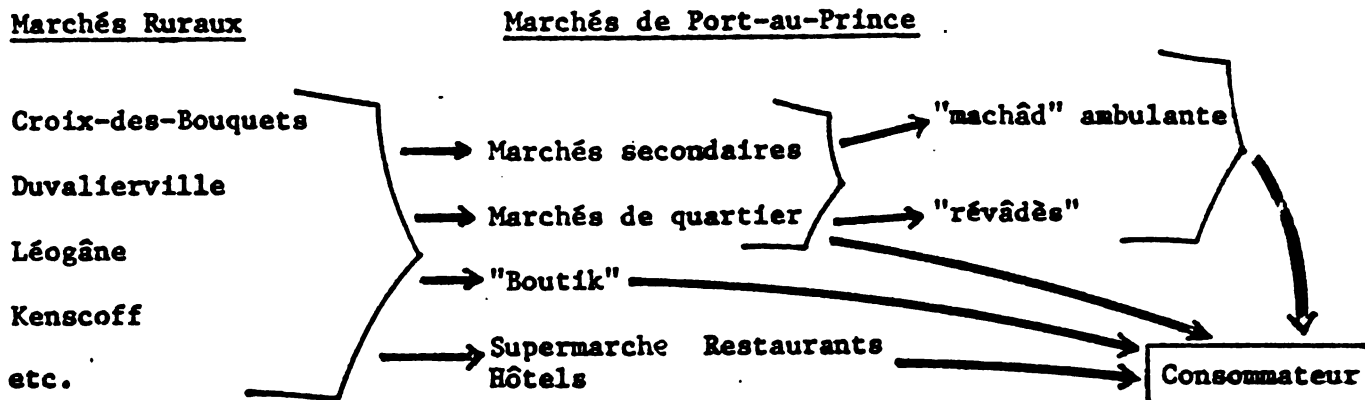 Marchés Ruraux
Marchés de Port-au-Prince
Croix-des-Bouquets
Duvalierville
Léogâne
Kenscoff
etc.
Marchés secondaires
Marchés de quartier
"Boutik"
Supermarche Restaurants
Hôtels
"machâd" ambulante
"révâdès"
Consommateur